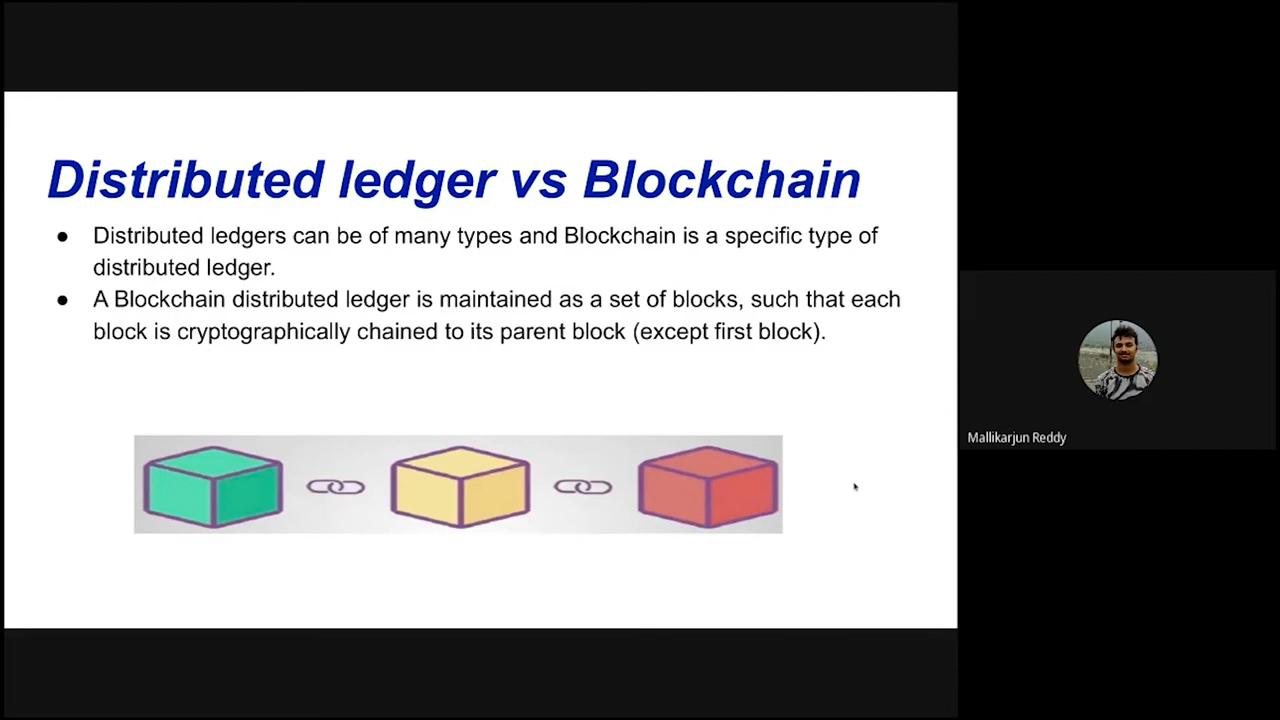 Distributed ledger vs Blockchain
● Distributed ledgers can be of many types and Blockchain is a specific type of
distributed ledger.
● A Blockchain distributed ledger is maintained as a set of blocks, such that each
block is cryptographically chained to its parent block (except first block).
Mallikarjun Reddy